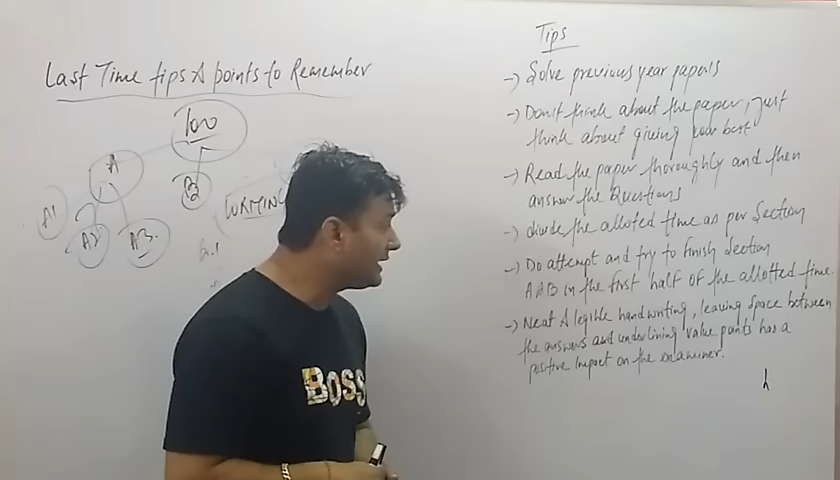 Last Time tips & points to Remember
100
A
B
A1
A2
A3.
WRITING
BOSS
Tips
-) Solve previous year papers
-) Don't think about the paper, just
think about giving your best
-) Read the paper thoroughly and then
answer the Questions
-) divide the alloted time as per Section
-) Do attempt and try to finish Section
A&B in the first half of the allotted time.
-) Neat & legible handwriting, leaving space between
the answers and underlining value points has a
positive impact on the examiner.